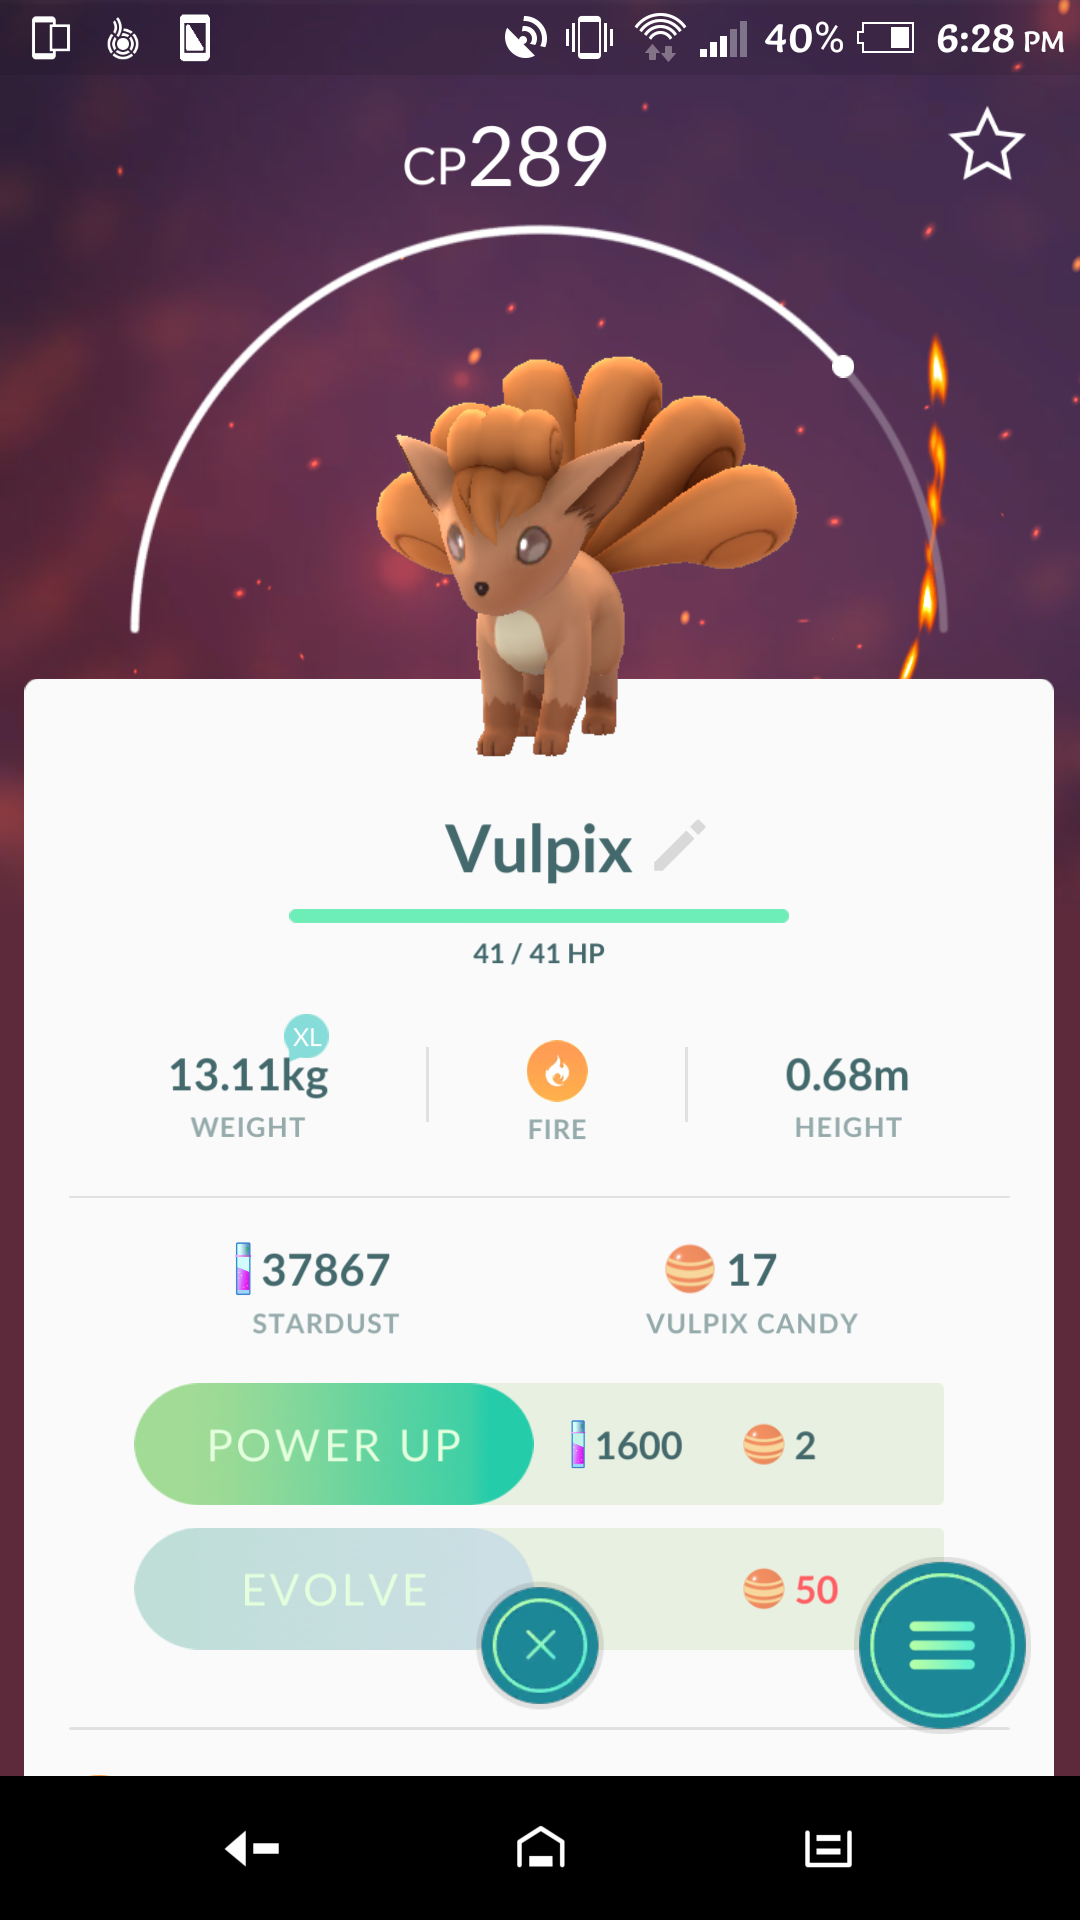 40% 6:28 PM
CP289
Vulpix
41 / 41 HP
XL
13.11kg
WEIGHT
FIRE
0.68m
HEIGHT
37867
STARDUST
17
VULPIX CANDY
POWER UP 1600 2
EVOLVE 50